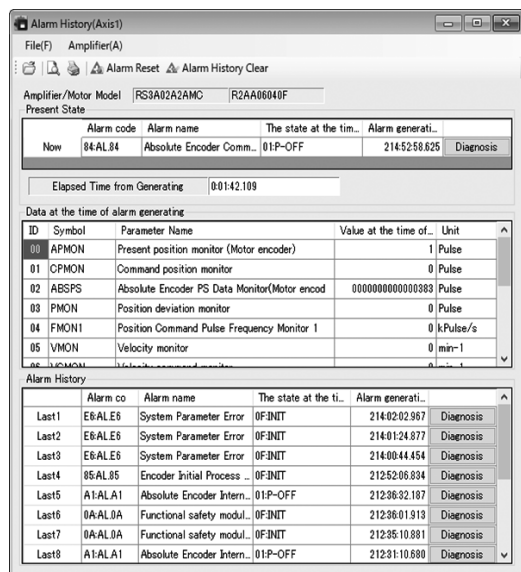 Alarm History(Axis1)
File(F) Amplifier(A)
Alarm Reset Alarm History Clear
Amplifier/Motor Model RS3A02A2AMC R2AA06040F
Present State
Alarm code Alarm name The state at the tim... Alarm generati...
Now 84:AL.84 Absolute Encoder Comm... 01:P-OFF 214:52:58.625 Diagnosis
Elapsed Time from Generating 0:01:42.109
Data at the time of alarm generating
ID Symbol Parameter Name Value at the time of... Unit
00 APMON Present position monitor (Motor encoder) 1 Pulse
01 CPMON Command position monitor 0 Pulse
02 ABSPS Absolute Encoder PS Data Monitor(Motor encod 0000000000000383 Pulse
03 PMON Position deviation monitor 0 Pulse
04 FMON1 Position Command Pulse Frequency Monitor 1 0 kPulse/s
05 VMON Velocity monitor 0 min-1
Alarm History
Alarm co Alarm name The state at the ti... Alarm generati...
Last1 E6:AL.E6 System Parameter Error 0F:INIT 214:02:02.967 Diagnosis
Last2 E6:AL.E6 System Parameter Error 0F:INIT 214:01:24.877 Diagnosis
Last3 E6:AL.E6 System Parameter Error 0F:INIT 214:00:44.454 Diagnosis
Last4 85:AL.85 Encoder Initial Process ... 0F:INIT 212:52:06.834 Diagnosis
Last5 A1:AL.A1 Absolute Encoder Intern... 01:P-OFF 212:36:32.187 Diagnosis
Last6 0A:AL.0A Functional safety modul... 0F:INIT 212:36:01.913 Diagnosis
Last7 0A:AL.0A Functional safety modul... 0F:INIT 212:35:10.881 Diagnosis
Last8 A1:AL.A1 Absolute Encoder Intern... 01:P-OFF 212:31:10.680 Diagnosis